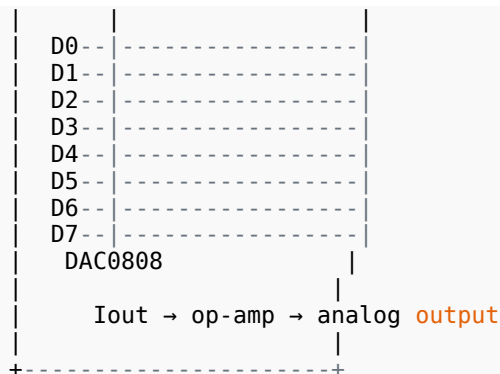 |      |                 |
|  D0--|-----------------|
|  D1--|-----------------|
|  D2--|-----------------|
|  D3--|-----------------|
|  D4--|-----------------|
|  D5--|-----------------|
|  D6--|-----------------|
|  D7--|-----------------|
|   DAC0808             |
|                      |
|     Iout → op-amp → analog output
|                      |
+----------------------+